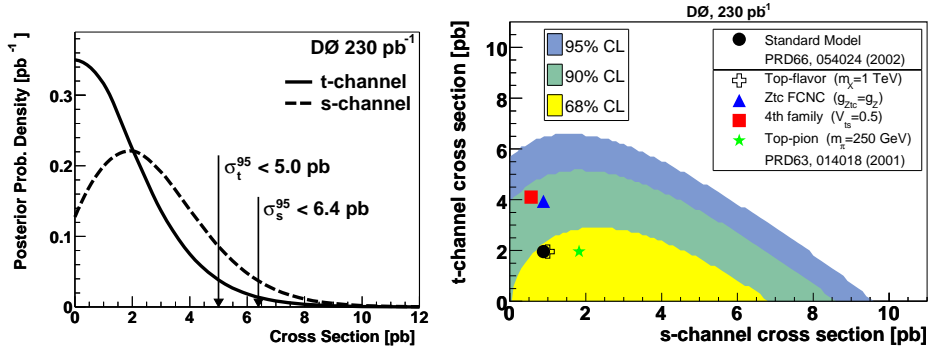 DØ 230 pb⁻¹
t-channel
s-channel
σ_t^95 < 5.0 pb
σ_s^95 < 6.4 pb
Posterior Prob. Density [pb⁻¹]
0.3
0.2
0.1
0
0 2 4 6 8 10 12
Cross Section [pb]
DØ, 230 pb⁻¹
t-channel cross section [pb]
10
8
6
4
2
0
95% CL
90% CL
68% CL
Standard Model
PRD66, 054024 (2002)
Top-flavor (m_X=1 TeV)
Ztc FCNC (g_Ztc=g_Z)
4th family (V_ts=0.5)
Top-pion (m_π=250 GeV)
PRD63, 014018 (2001)
0 2 4 6 8 10
s-channel cross section [pb]